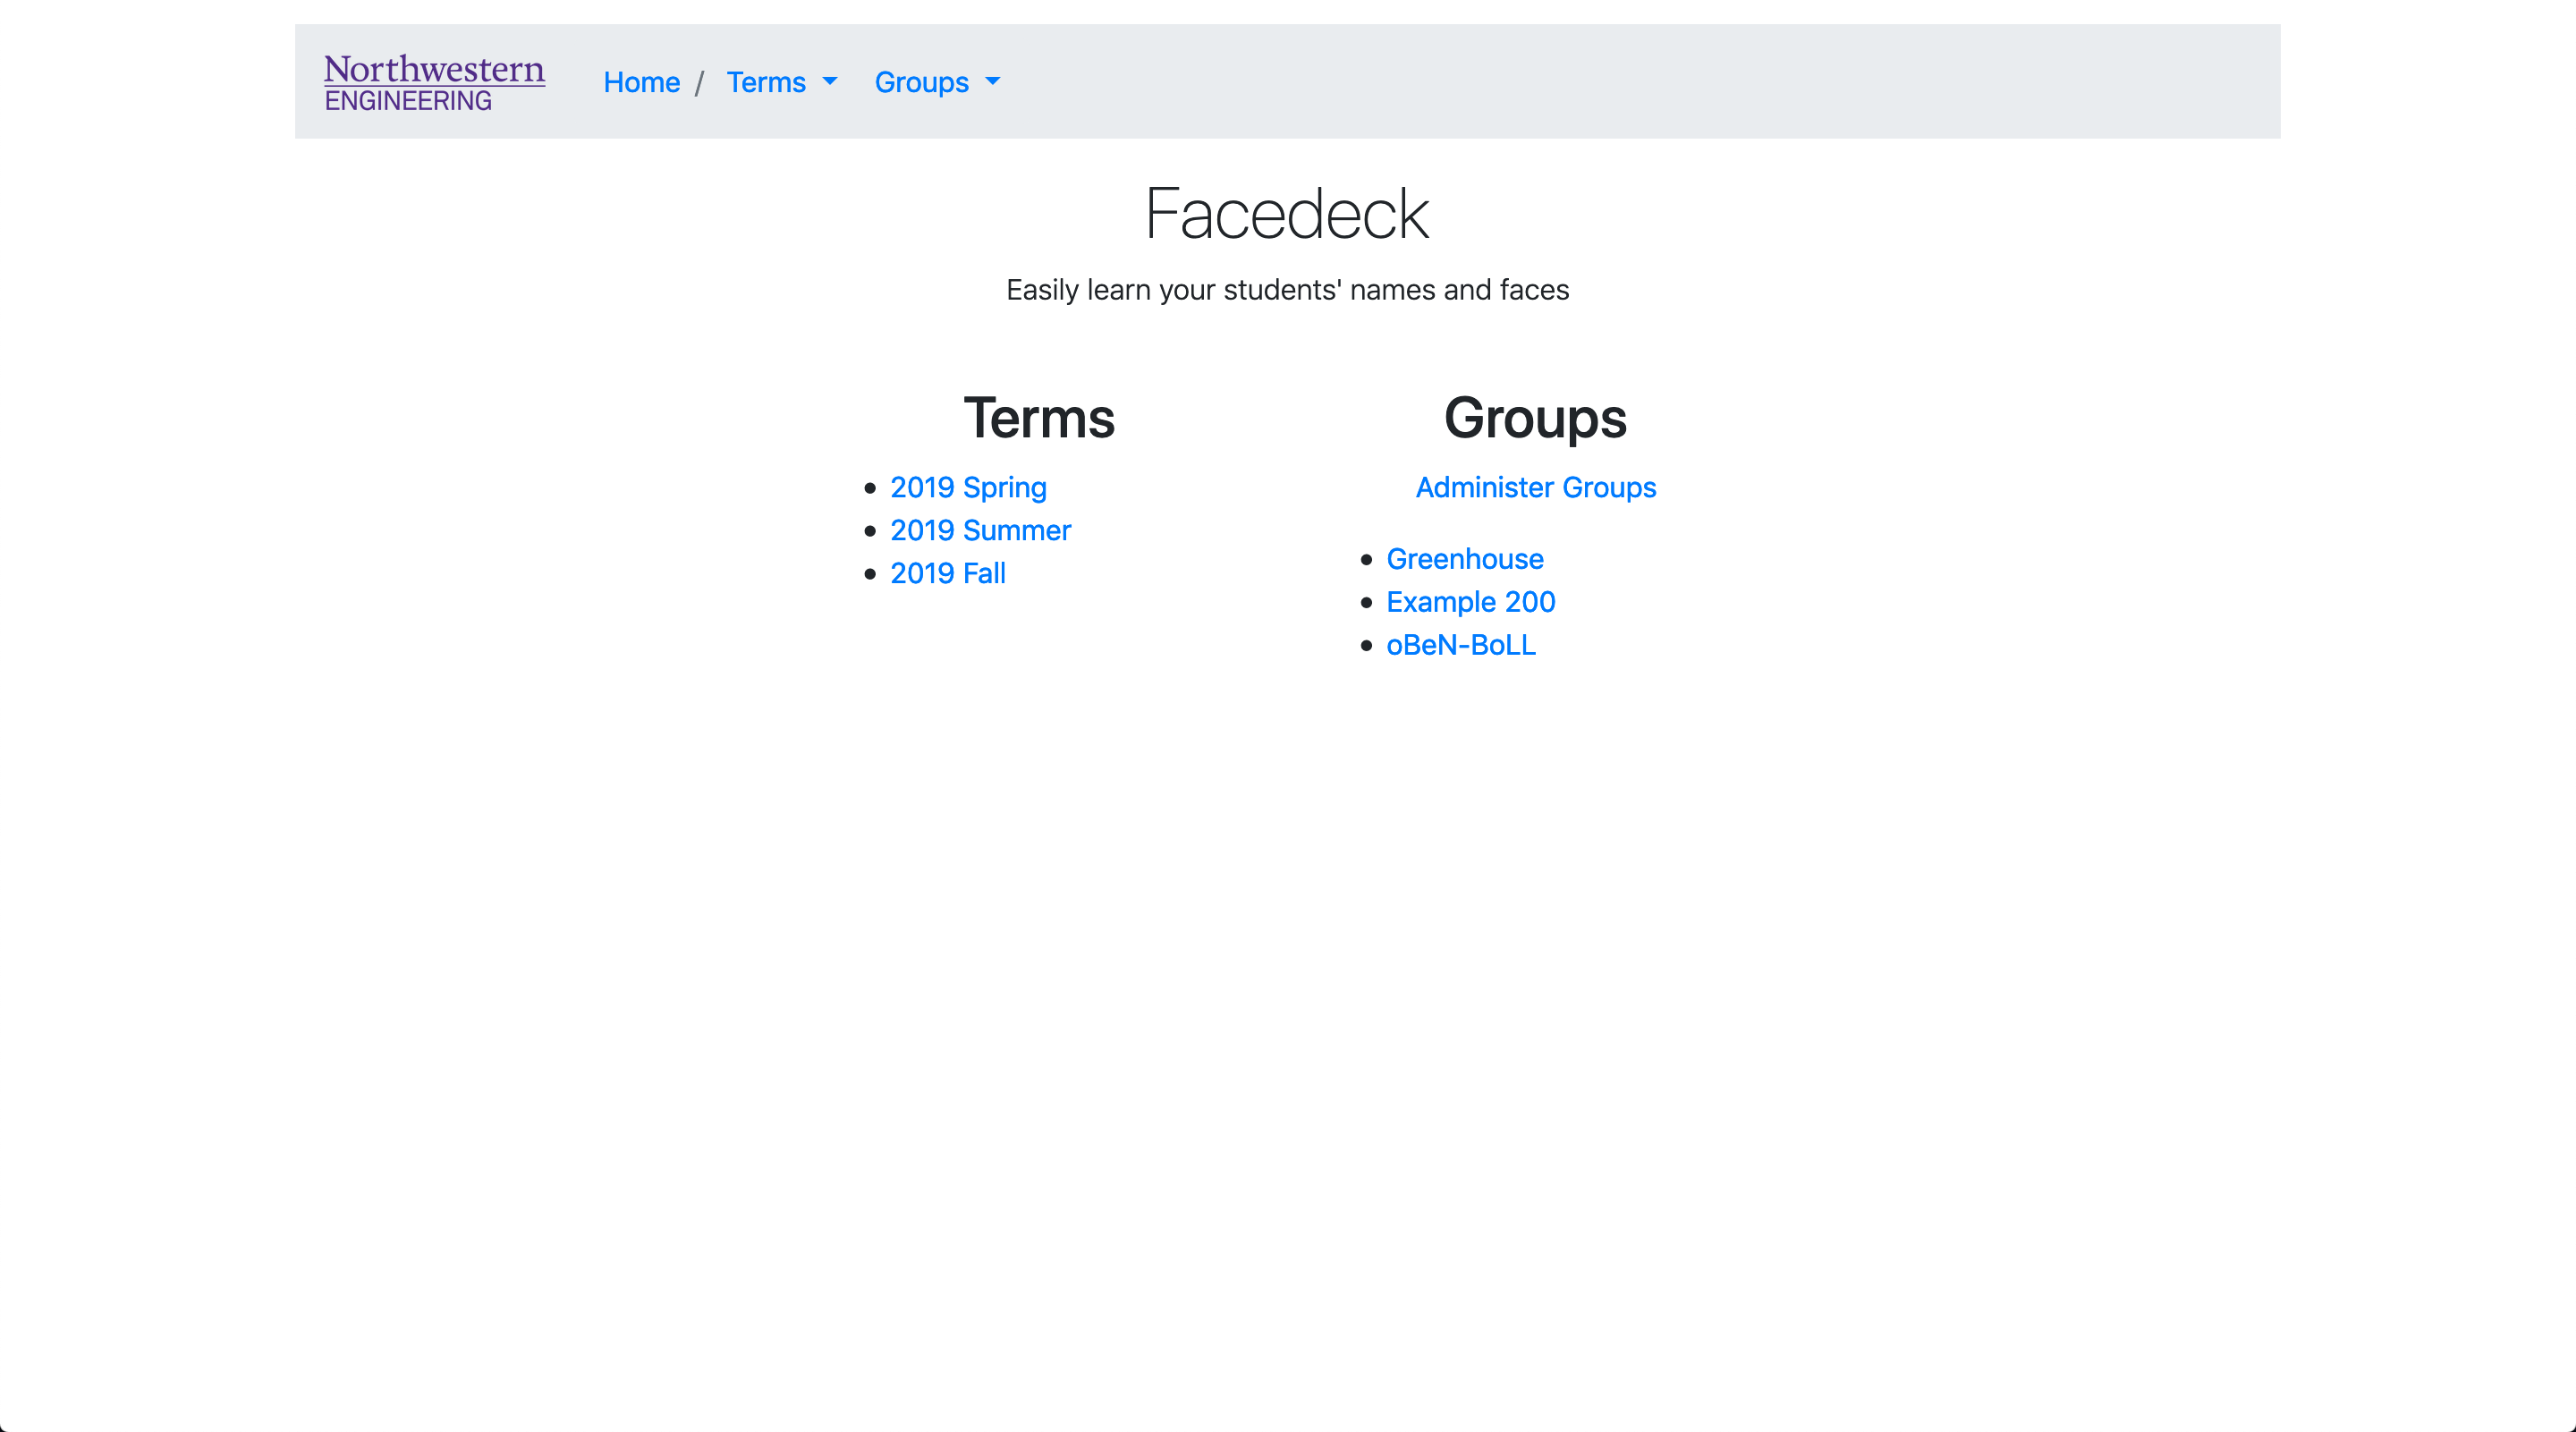 Northwestern
ENGINEERING
Home / Terms Groups
Facedeck
Easily learn your students' names and faces
Terms
2019 Spring
2019 Summer
2019 Fall
Groups
Administer Groups
Greenhouse
Example 200
oBeN-BoLL